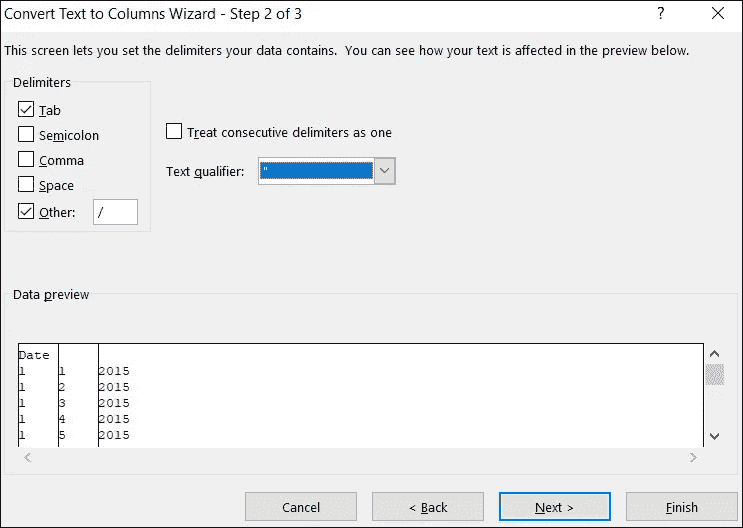 Convert Text to Columns Wizard - Step 2 of 3 ?
This screen lets you set the delimiters your data contains. You can see how your text is affected in the preview below.
Delimiters
Tab
Semicolon
Comma
Space
Other: /
Treat consecutive delimiters as one
Text qualifier: "
Data preview
Date
1 1 2015
1 2 2015
1 3 2015
1 4 2015
1 5 2015
Cancel < Back Next > Finish